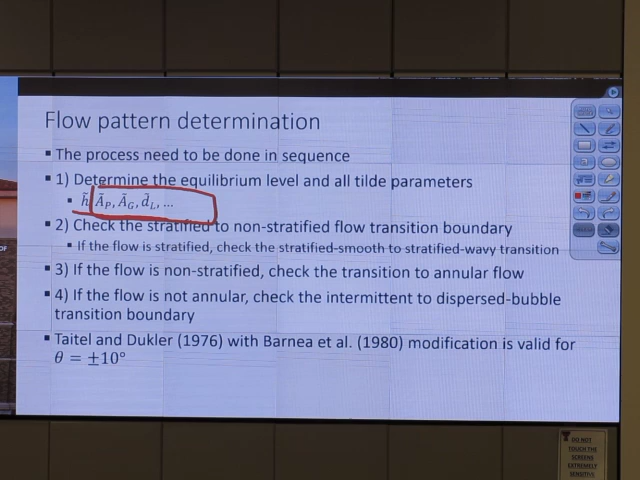 Flow pattern determination
▪ The process need to be done in sequence
▪ 1) Determine the equilibrium level and all tilde parameters
▪ h̃, Ã_P, Ã_G, d̃_L, ...
▪ 2) Check the stratified to non-stratified flow transition boundary
▪ If the flow is stratified, check the stratified-smooth to stratified-wavy transition
▪ 3) If the flow is non-stratified, check the transition to annular flow
▪ 4) If the flow is not annular, check the intermittent to dispersed-bubble
transition boundary
▪ Taitel and Dukler (1976) with Barnea et al. (1980) modification is valid for
θ = ±10°
DO NOT
TOUCH THE
SCREENS
EXTREMELY
SENSITIVE